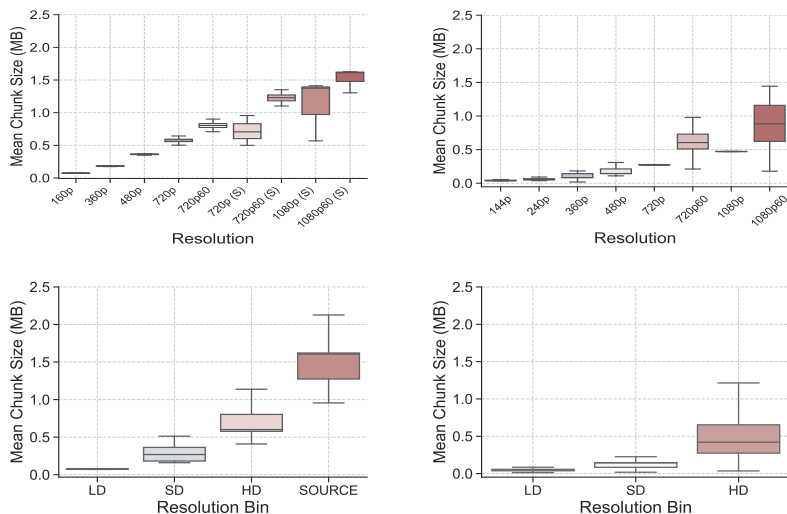 Mean Chunk Size (MB)
2.5
2.0
1.5
1.0
0.5
0.0
160p
360p
480p
720p
720p60
720p (S)
720p60 (S)
1080p (S)
1080p60 (S)
Resolution
Mean Chunk Size (MB)
2.5
2.0
1.5
1.0
0.5
0.0
144p
240p
360p
480p
720p
720p60
1080p
1080p60
Resolution
Mean Chunk Size (MB)
2.5
2.0
1.5
1.0
0.5
0.0
LD SD HD SOURCE
Resolution Bin
Mean Chunk Size (MB)
2.5
2.0
1.5
1.0
0.5
0.0
LD SD HD
Resolution Bin